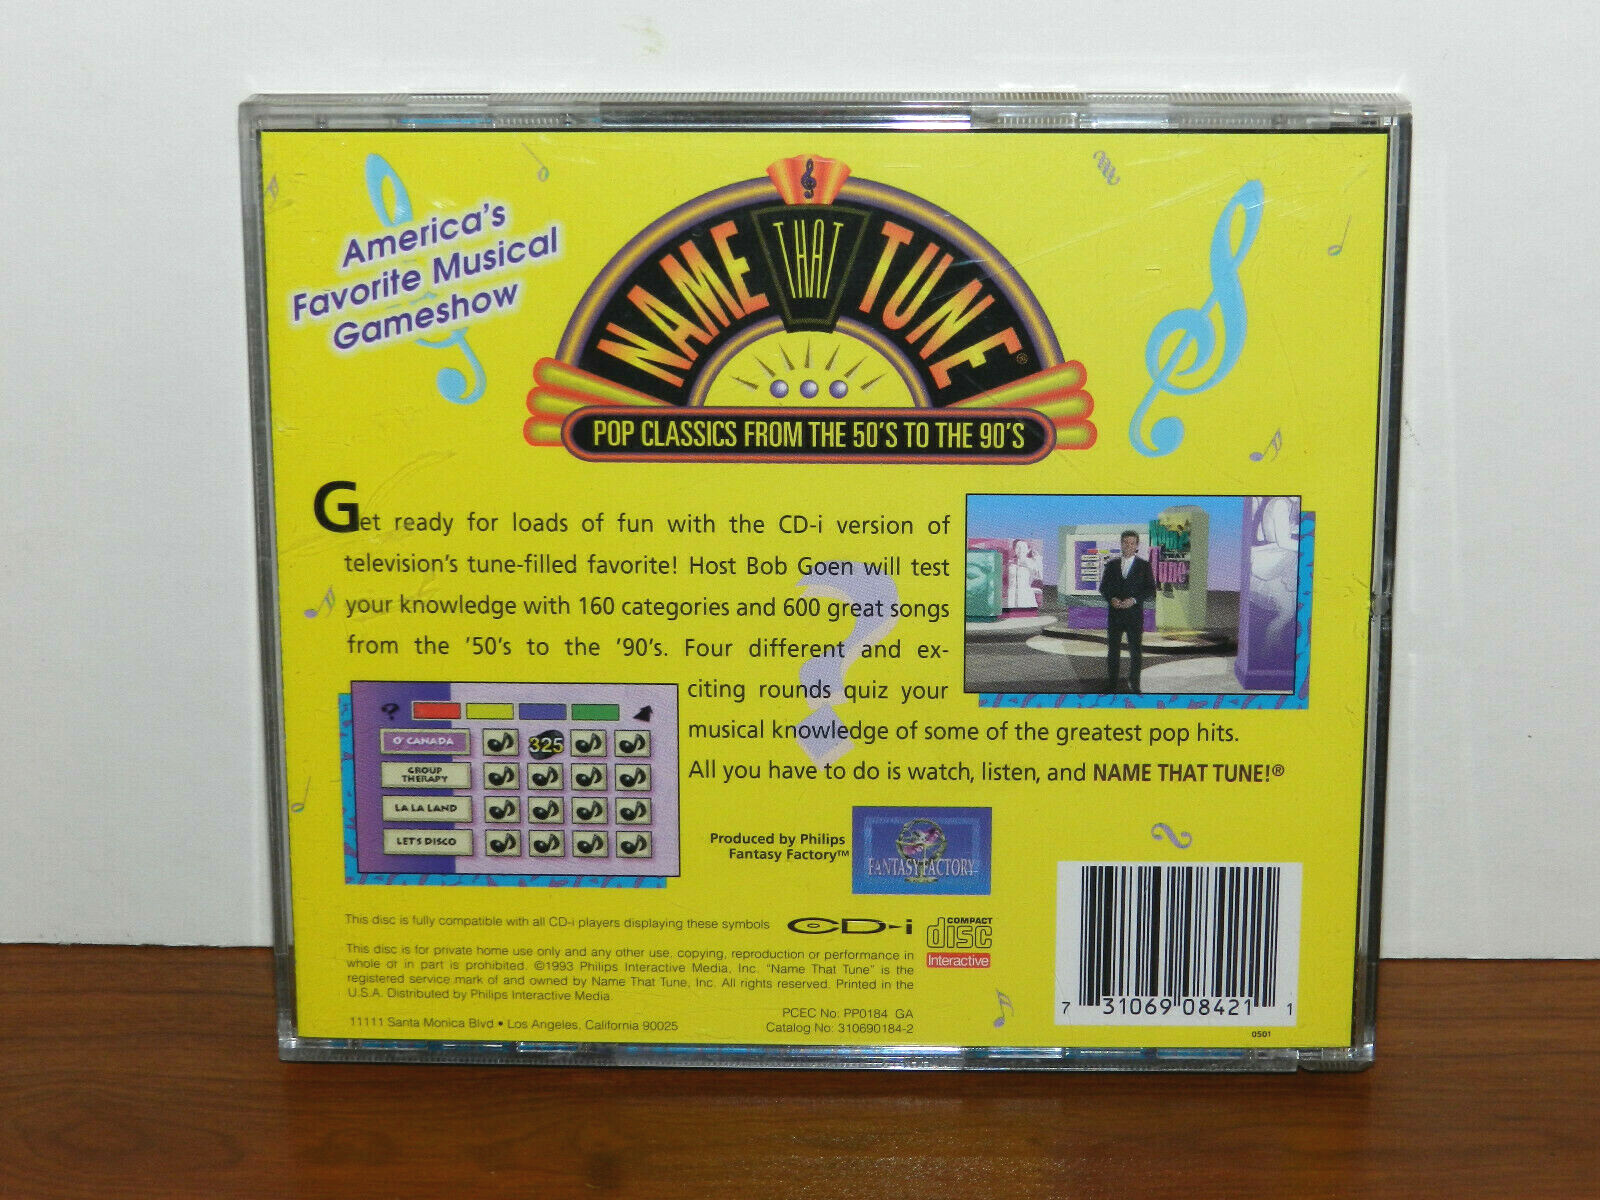 America's
Favorite Musical
Gameshow
NAME THAT TUNE®
POP CLASSICS FROM THE 50'S TO THE 90'S
Get ready for loads of fun with the CD-i version of
television's tune-filled favorite! Host Bob Goen will test
your knowledge with 160 categories and 600 great songs
from the '50's to the '90's. Four different and ex-
citing rounds quiz your
musical knowledge of some of the greatest pop hits.
All you have to do is watch, listen, and NAME THAT TUNE!®
?
O' CANADA
325
GROUP
THERAPY
LA LA LAND
LET'S DISCO
Tune
Produced by Philips
Fantasy Factory™
FANTASY FACTORY
This disc is fully compatible with all CD-i players displaying these symbols
CD-i
COMPACT
disc
Interactive
This disc is for private home use only and any other use, copying, reproduction or performance in
whole or in part is prohibited. ©1993 Philips Interactive Media, Inc. "Name That Tune" is the
registered service mark of and owned by Name That Tune, Inc. All rights reserved. Printed in the
U.S.A. Distributed by Philips Interactive Media.
11111 Santa Monica Blvd • Los Angeles, California 90025
PCEC No: PP0184 GA
Catalog No: 310690184-2
7 31069 08421 1
0501